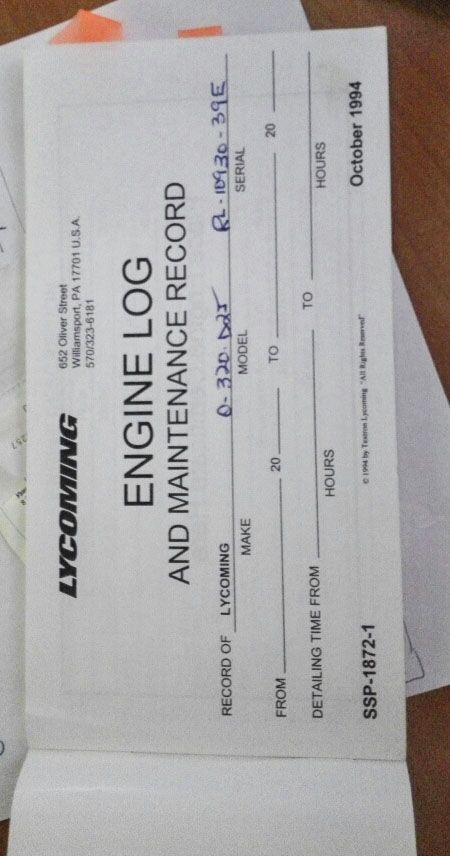 LYCOMING
652 Oliver Street
Williamsport, PA 17701 U.S.A.
570/323-6181
ENGINE LOG
AND MAINTENANCE RECORD
RECORD OF LYCOMING O-320-D2J RL-10930-39E
MAKE MODEL SERIAL
FROM 20 TO 20
DETAILING TIME FROM TO
HOURS HOURS
SSP-1872-1 © 1994 by Textron Lycoming "All Rights Reserved" October 1994